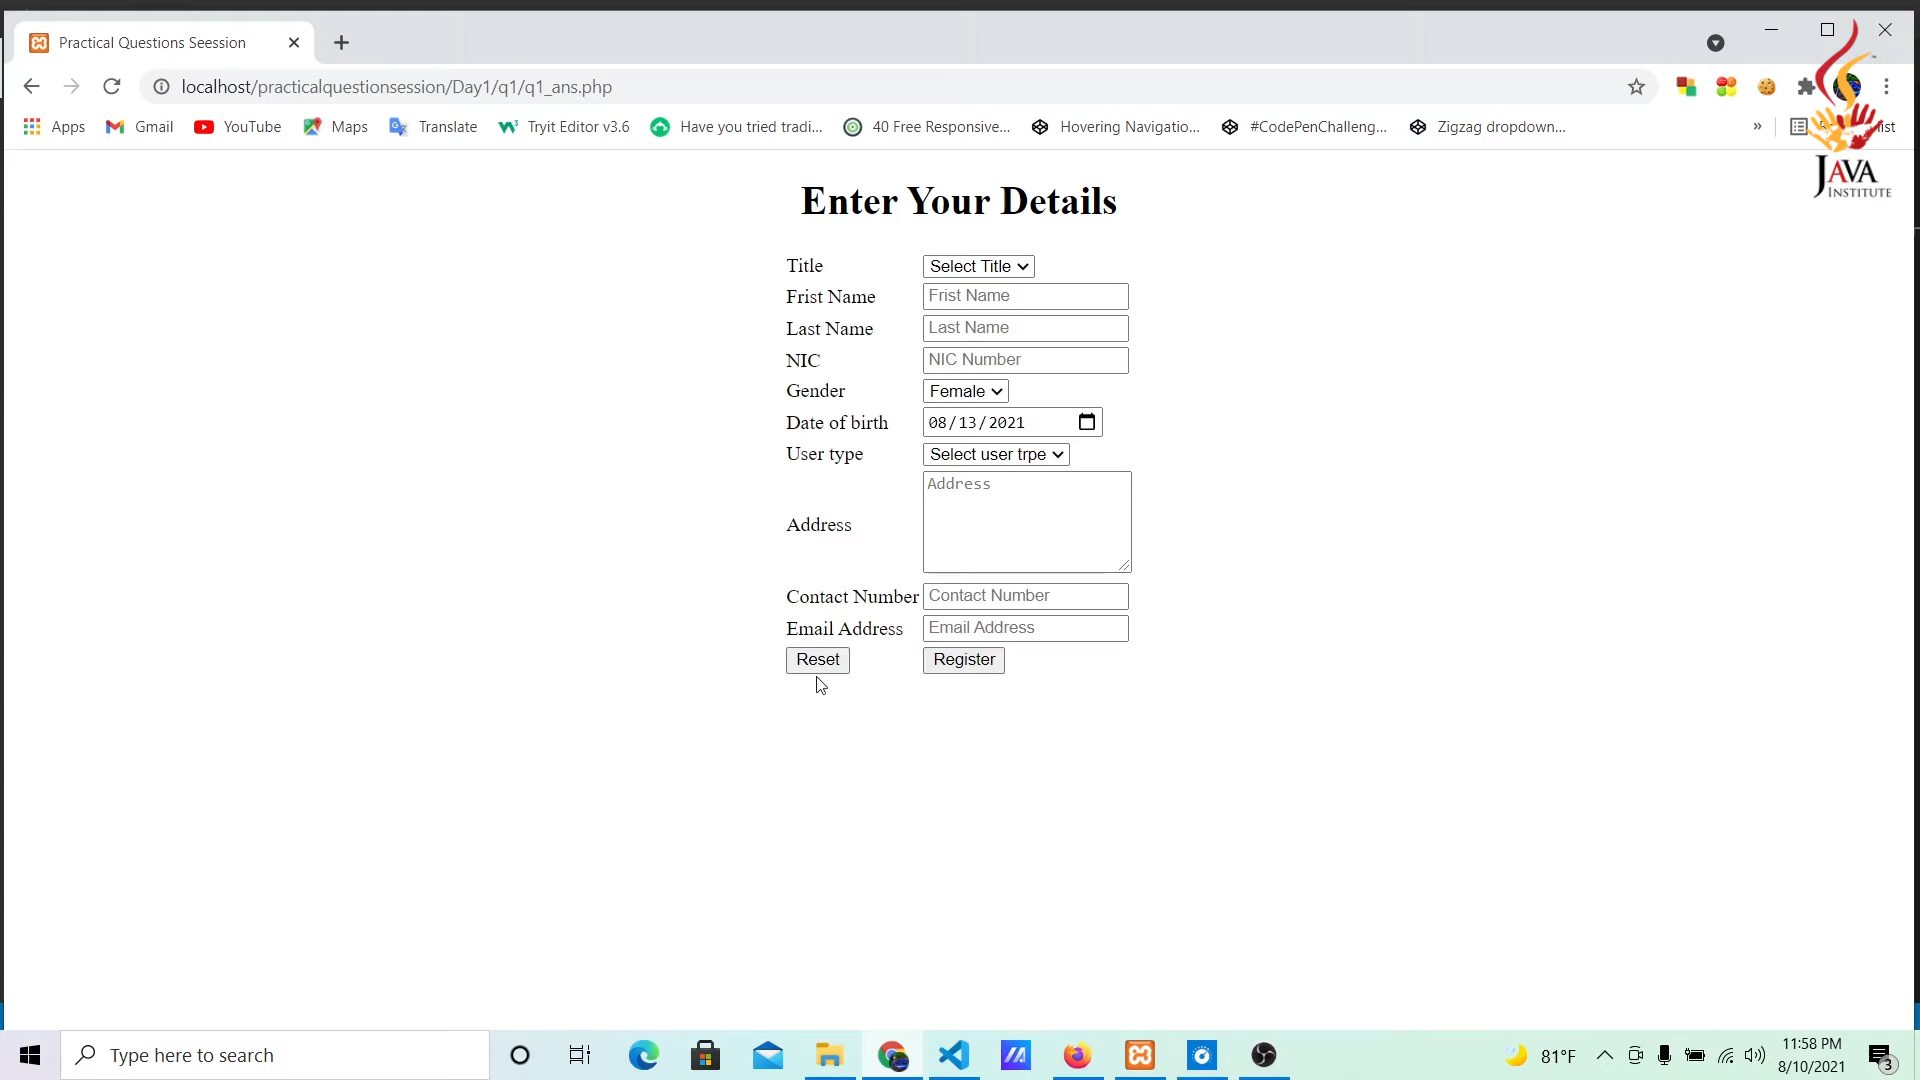 Practical Questions Seession
localhost/practicalquestionsession/Day1/q1/q1_ans.php
Apps Gmail YouTube Maps Translate Tryit Editor v3.6 Have you tried tradi... 40 Free Responsive... Hovering Navigatio... #CodePenChalleng... Zigzag dropdown... »
JAVA
INSTITUTE
Enter Your Details
Title Select Title
Frist Name Frist Name
Last Name Last Name
NIC NIC Number
Gender Female
Date of birth 08/13/2021
User type Select user trpe
Address Address
Contact Number Contact Number
Email Address Email Address
Reset Register
Type here to search
81°F
11:58 PM
8/10/2021
3